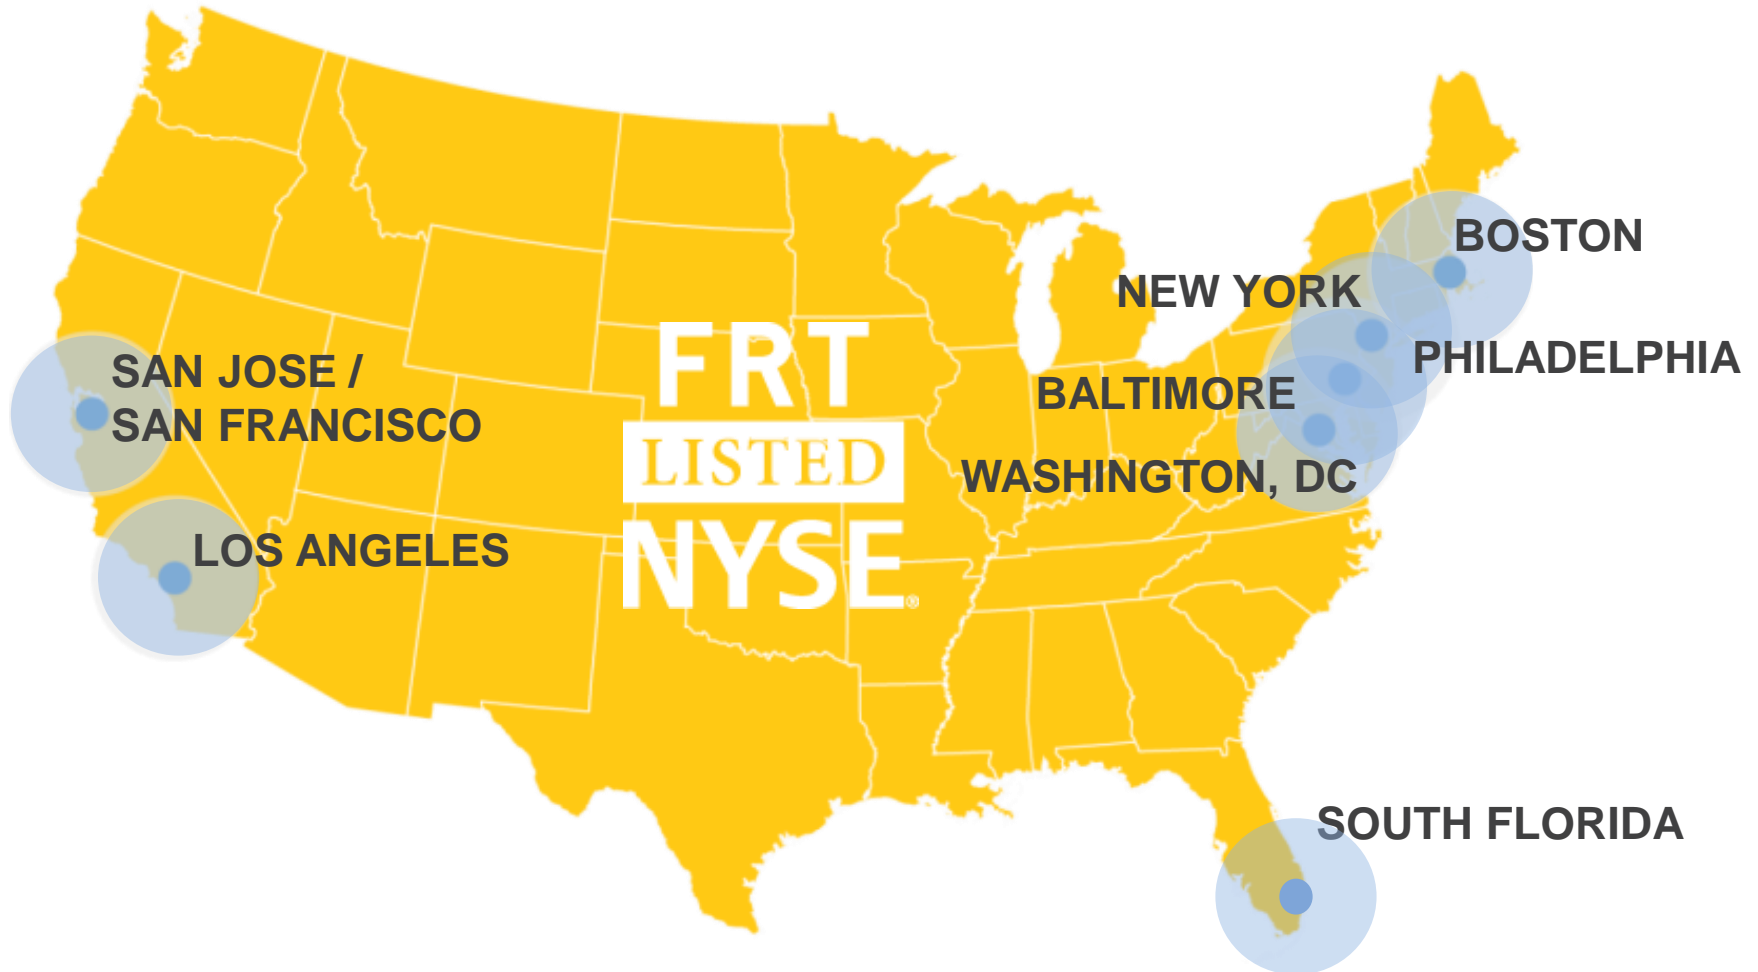 BOSTON
NEW YORK
PHILADELPHIA
SAN JOSE /
SAN FRANCISCO
BALTIMORE
WASHINGTON, DC
FRT
LISTED
NYSE®
LOS ANGELES
SOUTH FLORIDA